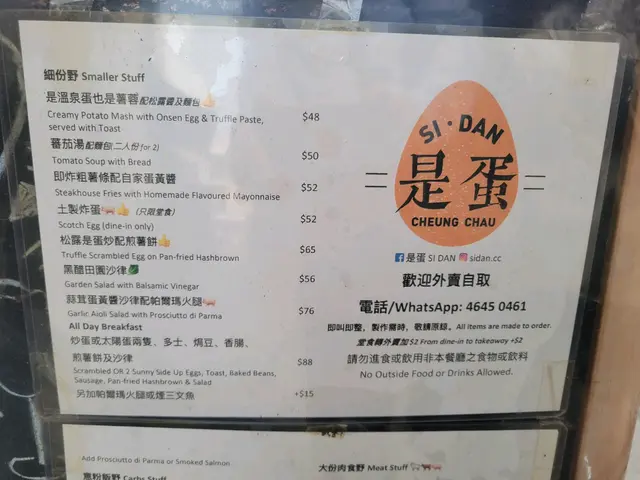 細份野 Smaller Stuff
是溫泉蛋也是薯蓉配松露醬及麵包
Creamy Potato Mash with Onsen Egg & Truffle Paste,
served with Toast
$48
蕃茄湯配麵包(二人份 for 2)
Tomato Soup with Bread
$50
即炸粗薯條配自家蛋黃醬
Steakhouse Fries with Homemade Flavoured Mayonnaise
$52
土製炸蛋 (只限堂食)
Scotch Egg (dine-in only)
$52
松露是蛋炒配煎薯餅
Truffle Scrambled Egg on Pan-fried Hashbrown
$65
黑醋田園沙律
Garden Salad with Balsamic Vinegar
$56
蒜茸蛋黃醬沙律配帕爾瑪火腿
Garlic Aioli Salad with Prosciutto di Parma
$76
All Day Breakfast
炒蛋或太陽蛋兩隻、多士、焗豆、香腸、
煎薯餅及沙律
$88
Scrambled OR 2 Sunny Side Up Eggs, Toast, Baked Beans,
Sausage, Pan-fried Hashbrown & Salad
另加帕爾瑪火腿或煙三文魚
+$15
SI · DAN
是蛋
CHEUNG CHAU
是蛋 SI DAN sidan.cc
歡迎外賣自取
電話/WhatsApp: 4645 0461
即叫即整，製作需時，敬請原諒。All items are made to order.
堂食轉外賣加 $2 From dine-in to takeaway +$2
請勿進食或飲用非本餐廳之食物或飲料
No Outside Food or Drinks Allowed.
Add Prosciutto di Parma or Smoked Salmon
意粉飯野 Carbs Stuff
大份肉食野 Meat Stuff